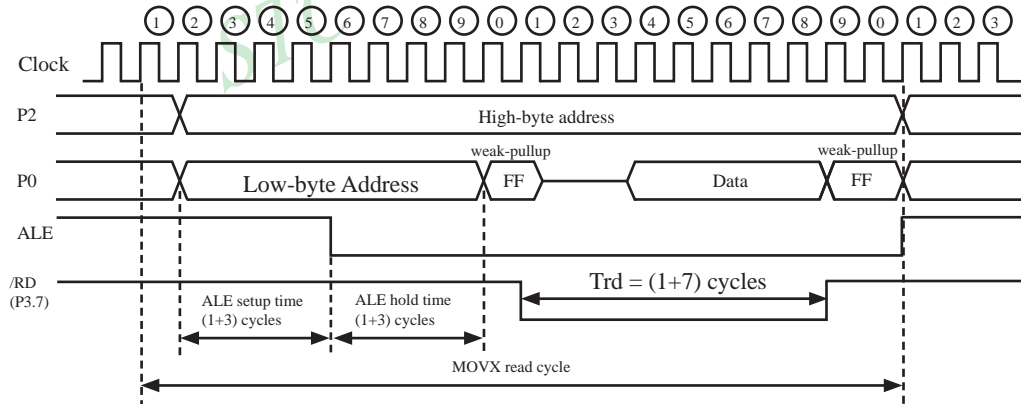 ① ② ③ ④ ⑤ ⑥ ⑦ ⑧ ⑨ ⓪ ① ② ③ ④ ⑤ ⑥ ⑦ ⑧ ⑨ ⓪ ① ② ③
Clock
P2
High-byte address
weak-pullup
weak-pullup
P0
Low-byte Address
FF
Data
FF
ALE
/RD
(P3.7)
Trd = (1+7) cycles
ALE setup time
(1+3) cycles
ALE hold time
(1+3) cycles
MOVX read cycle